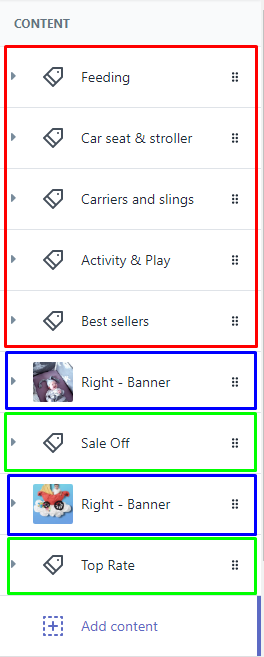 CONTENT
Feeding
Car seat & stroller
Carriers and slings
Activity & Play
Best sellers
Right - Banner
Sale Off
Right - Banner
Top Rate
Add content